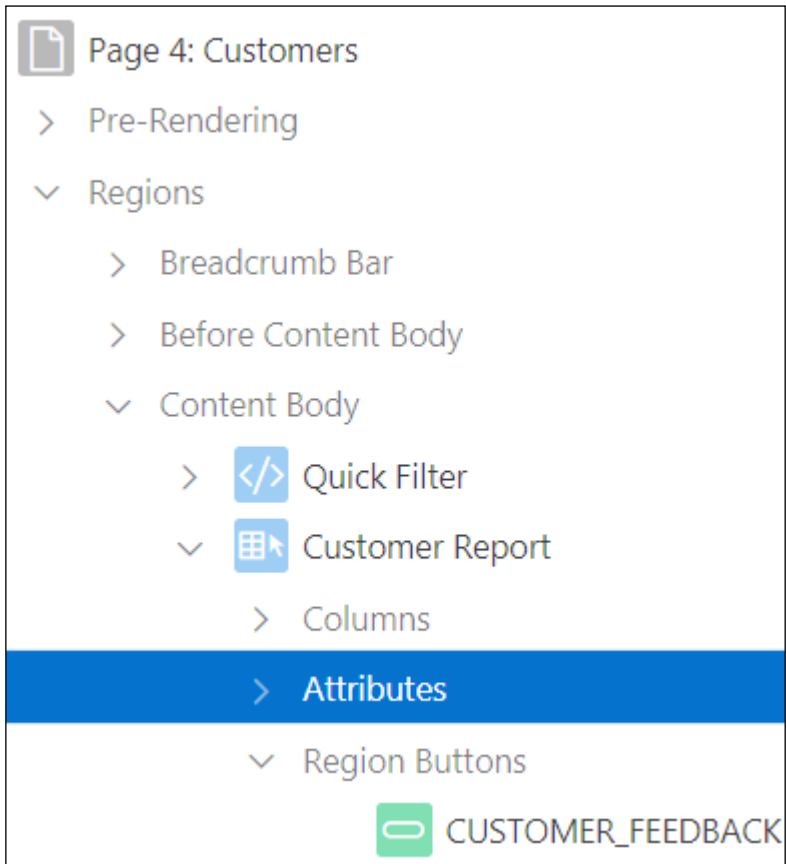 Page 4: Customers
Pre-Rendering
Regions
Breadcrumb Bar
Before Content Body
Content Body
Quick Filter
Customer Report
Columns
Attributes
Region Buttons
CUSTOMER_FEEDBACK